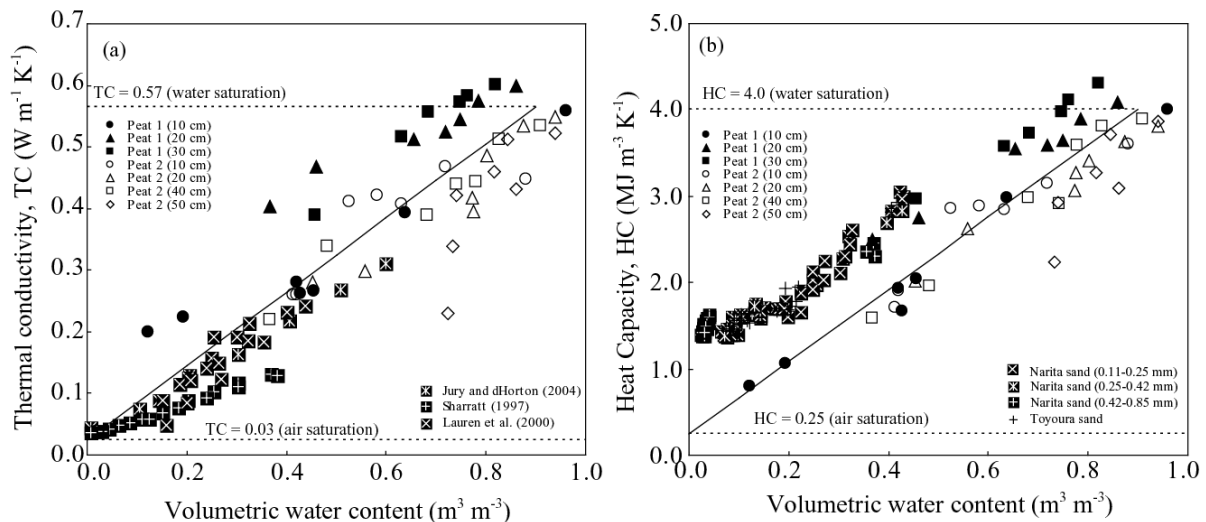 (a)
Thermal conductivity, TC (W m⁻¹ K⁻¹)
0.7
0.6
0.5
0.4
0.3
0.2
0.1
0.0
TC = 0.57 (water saturation)
Peat 1 (10 cm)
Peat 1 (20 cm)
Peat 1 (30 cm)
Peat 2 (10 cm)
Peat 2 (20 cm)
Peat 2 (40 cm)
Peat 2 (50 cm)
Jury and dHorton (2004)
Sharratt (1997)
Lauren et al. (2000)
TC = 0.03 (air saturation)
0.0 0.2 0.4 0.6 0.8 1.0
Volumetric water content (m³ m⁻³)
(b)
Heat Capacity, HC (MJ m⁻³ K⁻¹)
5.0
4.0
3.0
2.0
1.0
0.0
HC = 4.0 (water saturation)
Peat 1 (10 cm)
Peat 1 (20 cm)
Peat 1 (30 cm)
Peat 2 (10 cm)
Peat 2 (20 cm)
Peat 2 (40 cm)
Peat 2 (50 cm)
Narita sand (0.11-0.25 mm)
Narita sand (0.25-0.42 mm)
Narita sand (0.42-0.85 mm)
Toyoura sand
HC = 0.25 (air saturation)
0.0 0.2 0.4 0.6 0.8 1.0
Volumetric water content (m³ m⁻³)